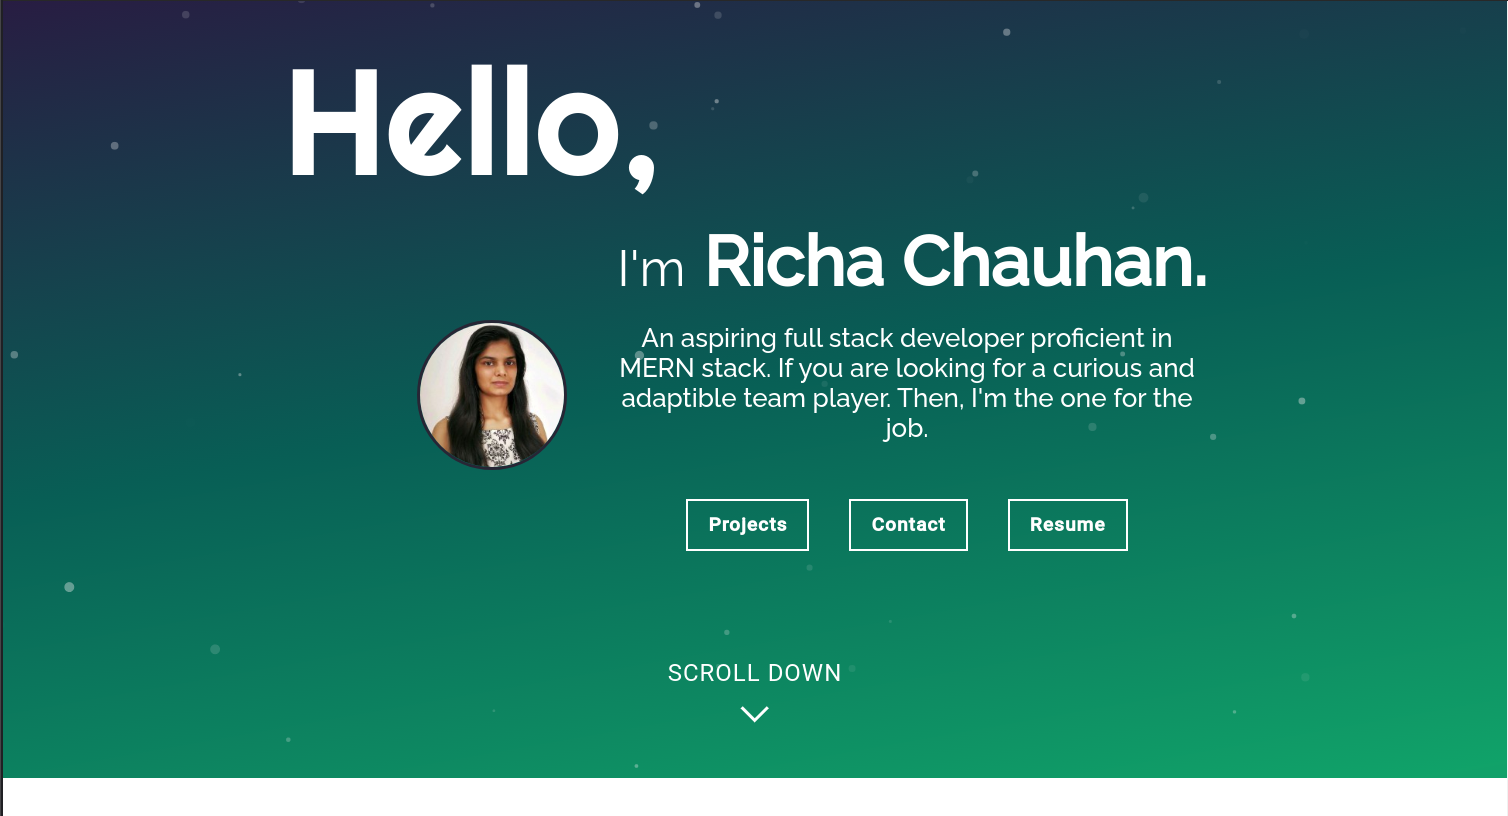 Hello,
I'm Richa Chauhan.
An aspiring full stack developer proficient in
MERN stack. If you are looking for a curious and
adaptible team player. Then, I'm the one for the
job.
Projects Contact Resume
SCROLL DOWN